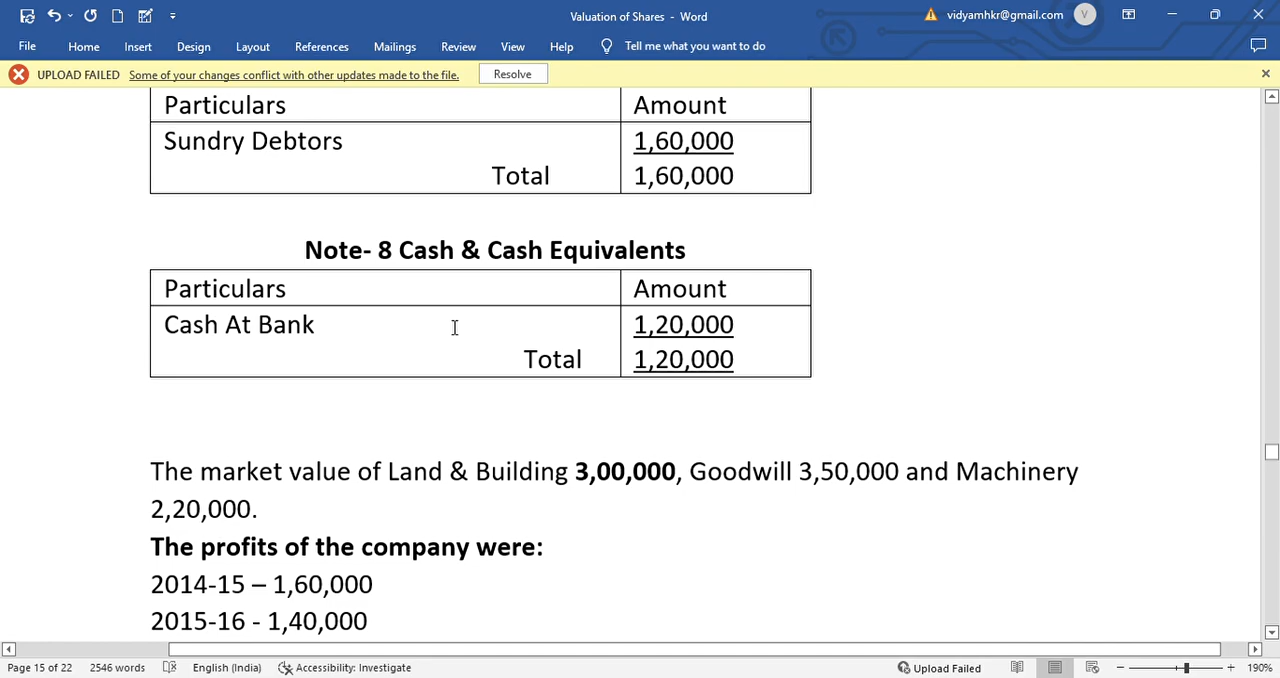 Valuation of Shares - Word
vidyamhkr@gmail.com V
File Home Insert Design Layout References Mailings Review View Help Tell me what you want to do
UPLOAD FAILED Some of your changes conflict with other updates made to the file. Resolve
Particulars Amount
Sundry Debtors 1,60,000
Total 1,60,000
Note- 8 Cash & Cash Equivalents
Particulars Amount
Cash At Bank 1,20,000
Total 1,20,000
The market value of Land & Building 3,00,000, Goodwill 3,50,000 and Machinery
2,20,000.
The profits of the company were:
2014-15 – 1,60,000
2015-16 - 1,40,000
Page 15 of 22 2546 words English (India) Accessibility: Investigate Upload Failed 190%